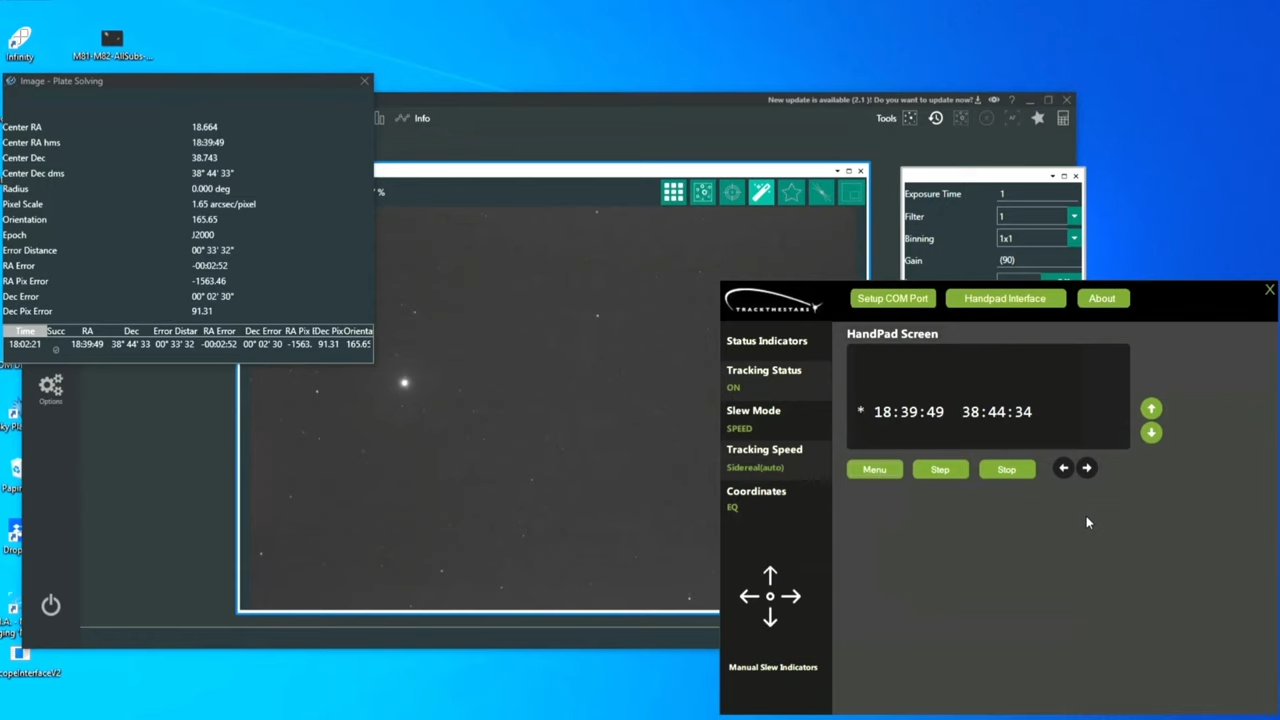 Infinity
M81-M82-AllSubs-...
Image - Plate Solving
Center RA 18.664
Center RA hms 18:39:49
Center Dec 38.743
Center Dec dms 38° 44' 33"
Radius 0.000 deg
Pixel Scale 1.65 arcsec/pixel
Orientation 165.65
Epoch J2000
Error Distance 00° 33' 32"
RA Error -00:02:52
RA Pix Error -1563.46
Dec Error 00° 02' 30"
Dec Pix Error 91.31
Time Succ RA Dec Error Distar RA Error Dec Error RA Pix Dec Pix Orienta
18:02:21 18:39:49 38° 44' 33 00° 33' 32 -00:02:52 00° 02' 30 -1563. 91.31 165.65
New update is available (2.1 )! Do you want to update now?
Info
Tools
%
Exposure Time 1
Filter 1
Binning 1x1
Gain (90)
Options
TRACKTHESTARS
Setup COM Port
Handpad Interface
About
X
Status Indicators
Tracking Status
ON
Slew Mode
SPEED
Tracking Speed
Sidereal(auto)
Coordinates
EQ
Manual Slew Indicators
HandPad Screen
* 18:39:49 38:44:34
Menu
Step
Stop